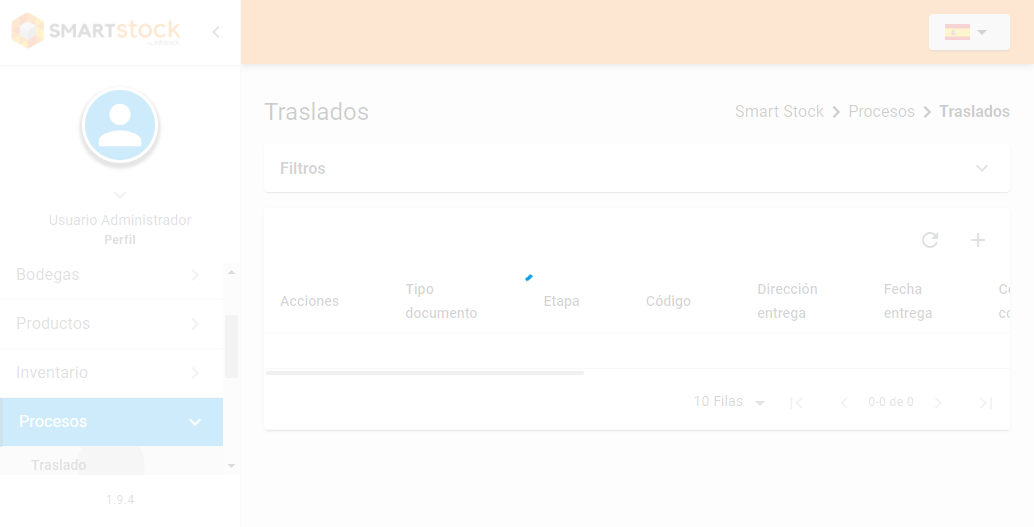 SMARTstock
Traslados
Smart Stock > Procesos > Traslados
Filtros
Usuario Administrador
Perfil
Bodegas
Productos
Inventario
Procesos
Traslado
1.9.4
Acciones
Tipo
documento
Etapa
Código
Dirección
entrega
Fecha
entrega
10 Filas
0-0 de 0